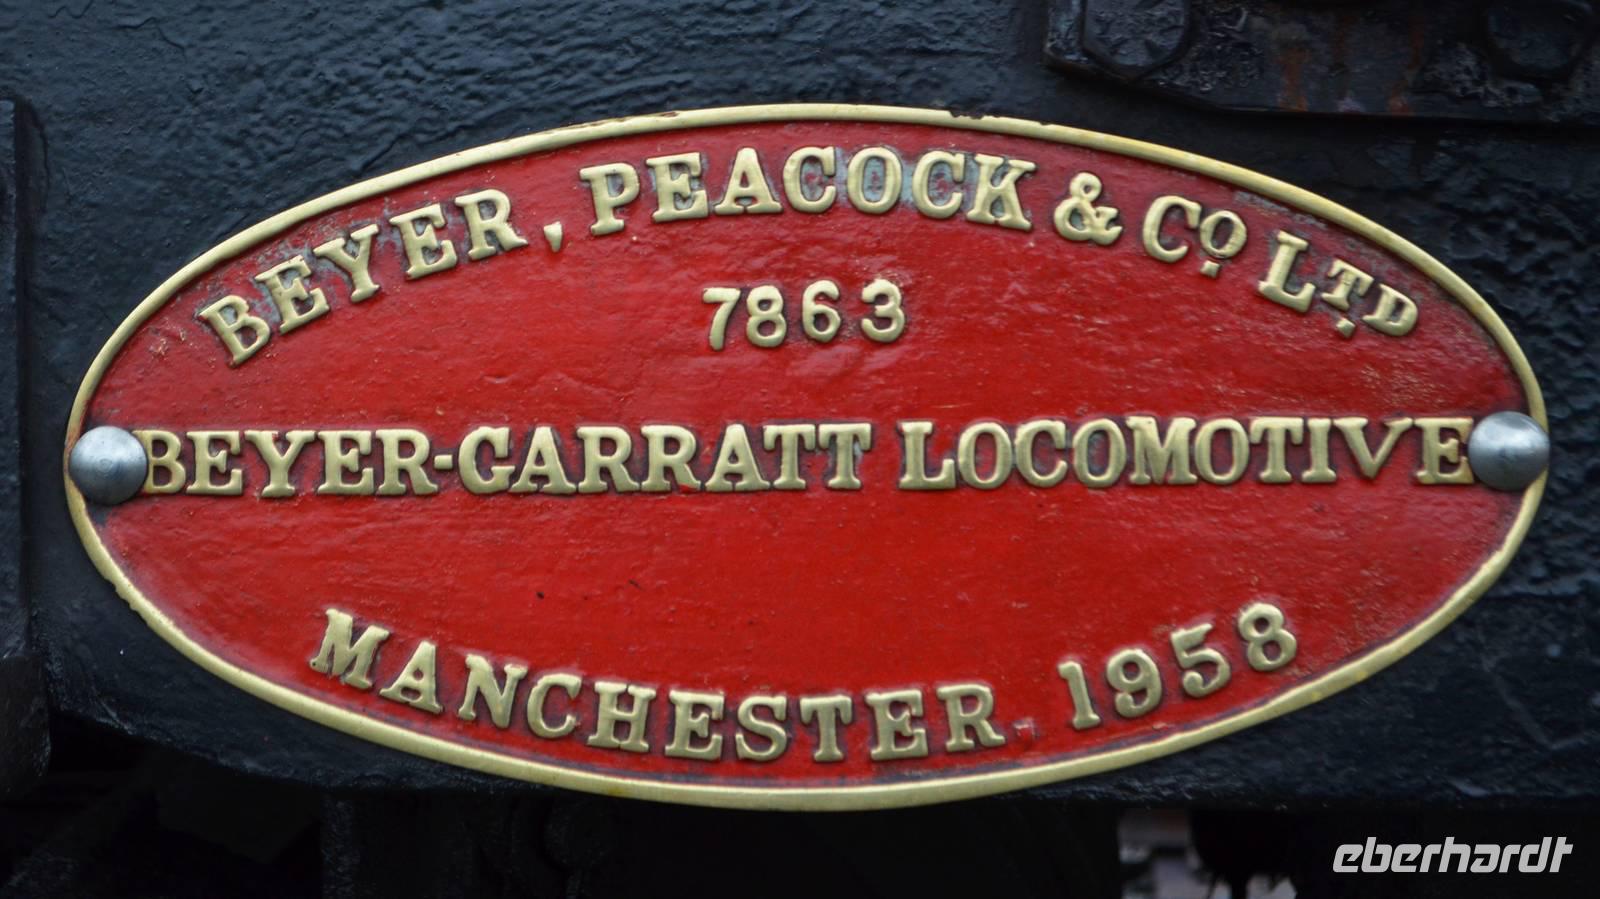 BEYER, PEACOCK & Co LTD
7863
BEYER-GARRATT LOCOMOTIVE
MANCHESTER. 1958
eberhardt